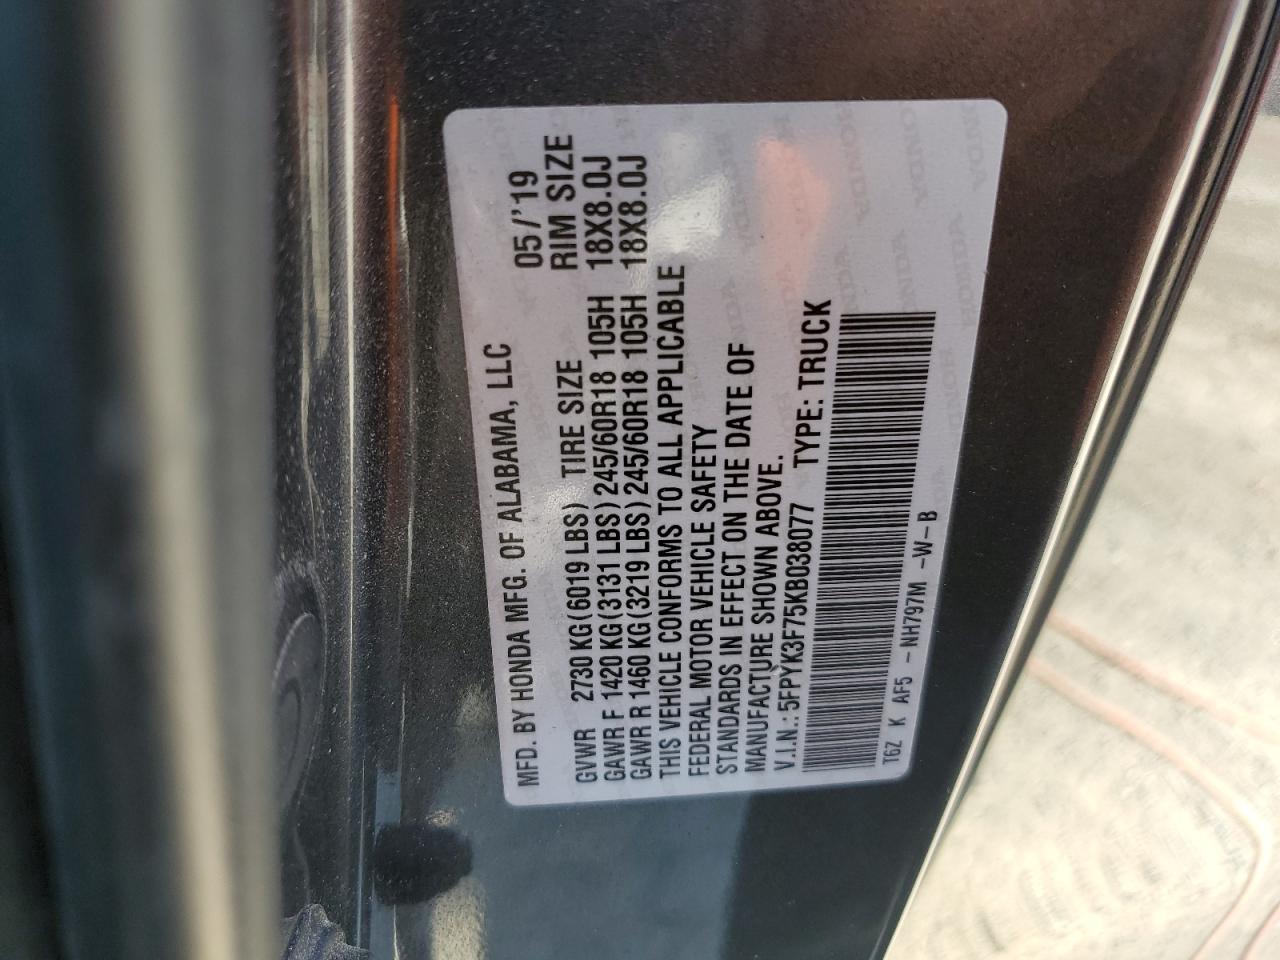 MFD. BY HONDA MFG. OF ALABAMA, LLC 05/'19
GVWR 2730 KG (6019 LBS) TIRE SIZE RIM SIZE
GAWR F 1420 KG (3131 LBS) 245/60R18 105H 18X8.0J
GAWR R 1460 KG (3219 LBS) 245/60R18 105H 18X8.0J
THIS VEHICLE CONFORMS TO ALL APPLICABLE
FEDERAL MOTOR VEHICLE SAFETY
STANDARDS IN EFFECT ON THE DATE OF
MANUFACTURE SHOWN ABOVE.
V.I.N.: 5FPYK3F75KB038077 TYPE: TRUCK
T6Z K AF5 - NH797M -W-B